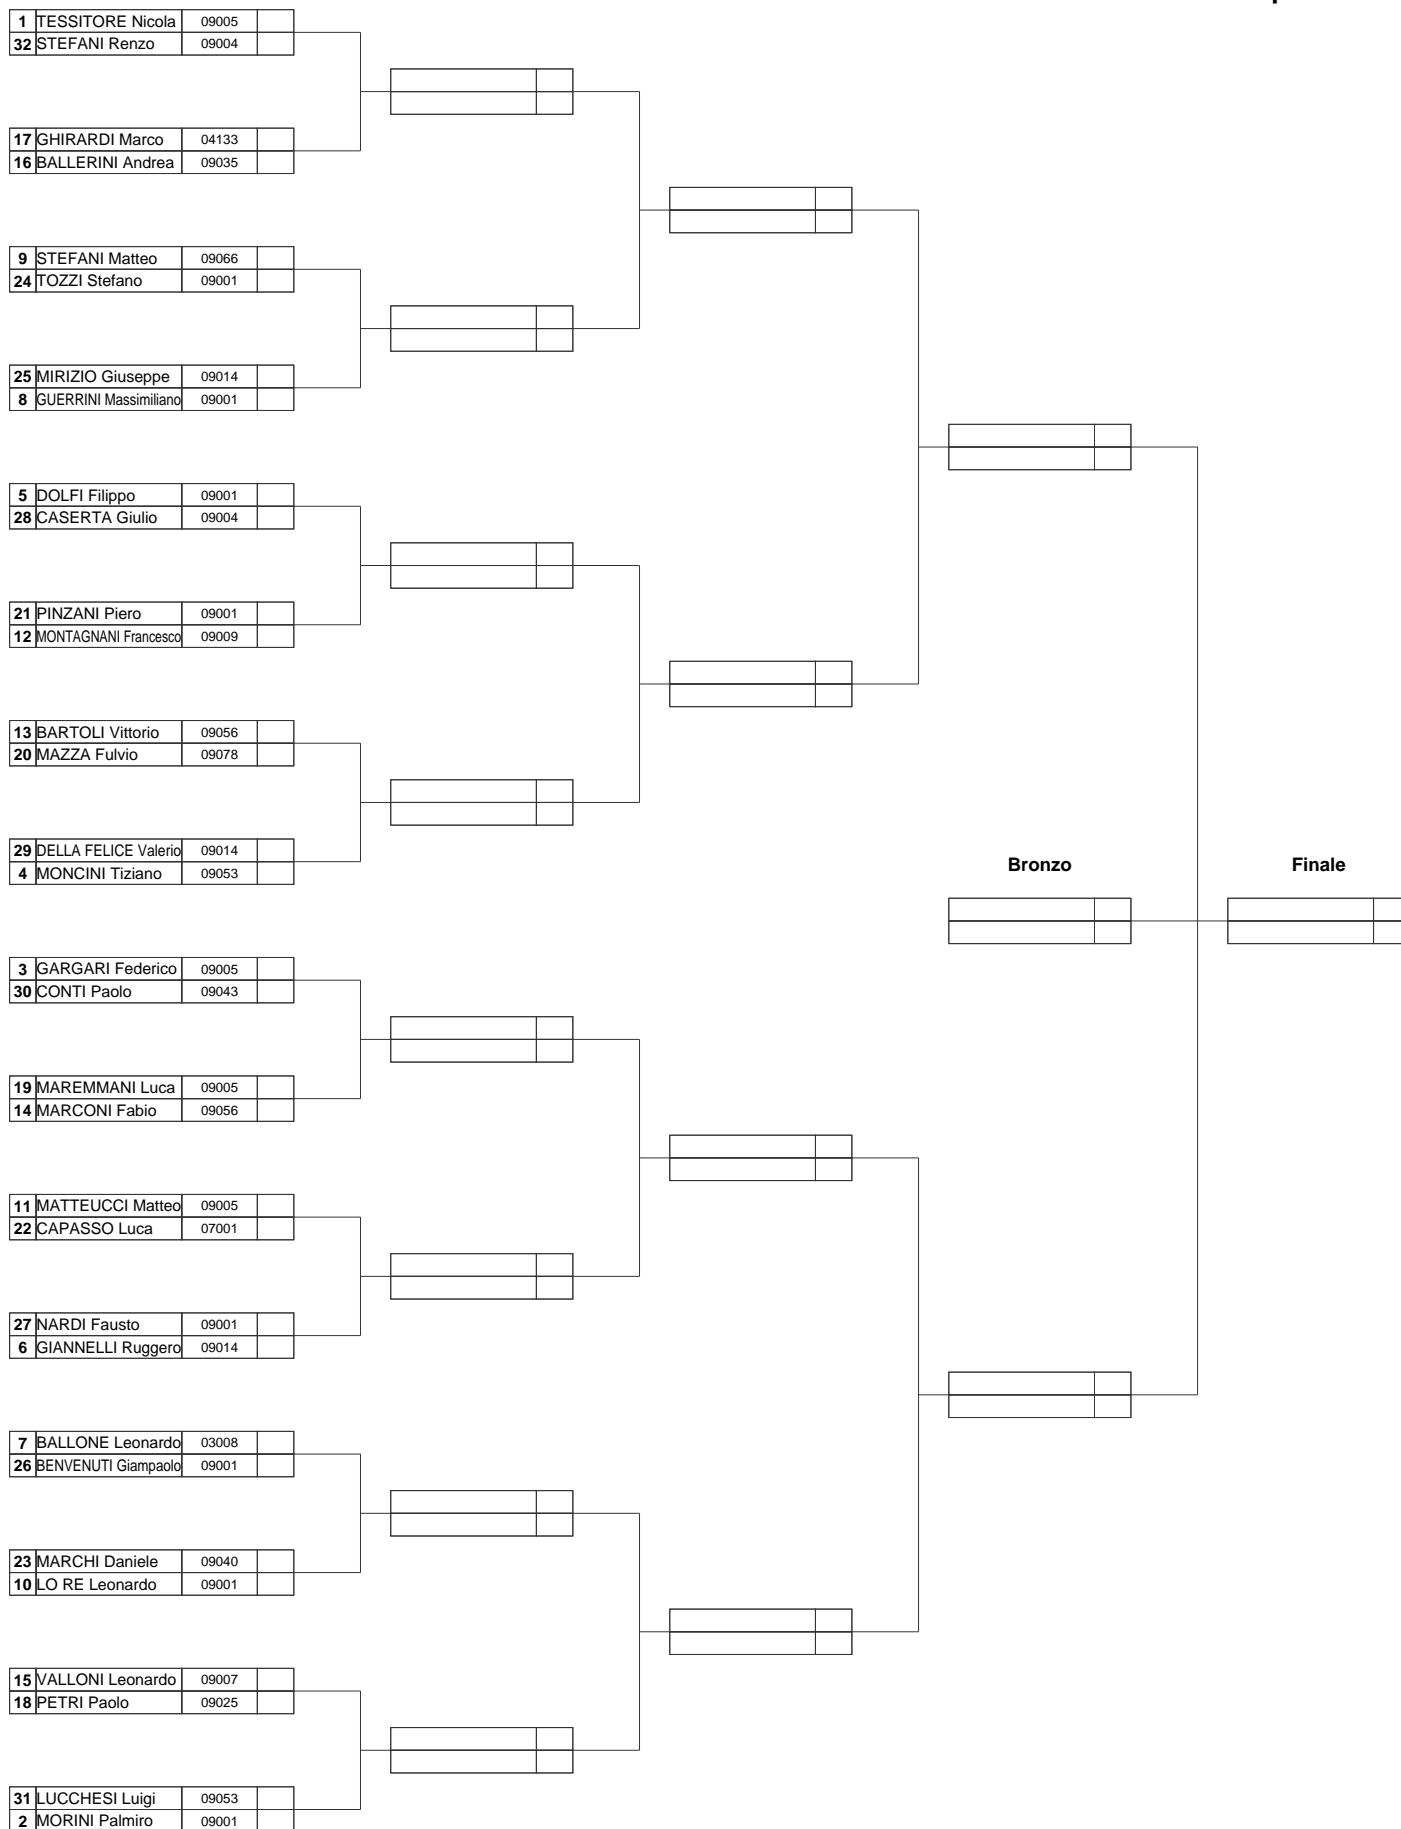 1 TESSITORE Nicola 09005
32 STEFANI Renzo 09004
17 GHIRARDI Marco 04133
16 BALLERINI Andrea 09035
9 STEFANI Matteo 09066
24 TOZZI Stefano 09001
25 MIRIZIO Giuseppe 09014
8 GUERRINI Massimiliano 09001
5 DOLFI Filippo 09001
28 CASERTA Giulio 09004
21 PINZANI Piero 09001
12 MONTAGNANI Francesco 09009
13 BARTOLI Vittorio 09056
20 MAZZA Fulvio 09078
29 DELLA FELICE Valerio 09014
4 MONCINI Tiziano 09053
Bronzo Finale
3 GARGARI Federico 09005
30 CONTI Paolo 09043
19 MAREMMANI Luca 09005
14 MARCONI Fabio 09056
11 MATTEUCCI Matteo 09005
22 CAPASSO Luca 07001
27 NARDI Fausto 09001
6 GIANNELLI Ruggero 09014
7 BALLONE Leonardo 03008
26 BENVENUTI Giampaolo 09001
23 MARCHI Daniele 09040
10 LO RE Leonardo 09001
15 VALLONI Leonardo 09007
18 PETRI Paolo 09025
31 LUCCHESI Luigi 09053
2 MORINI Palmiro 09001